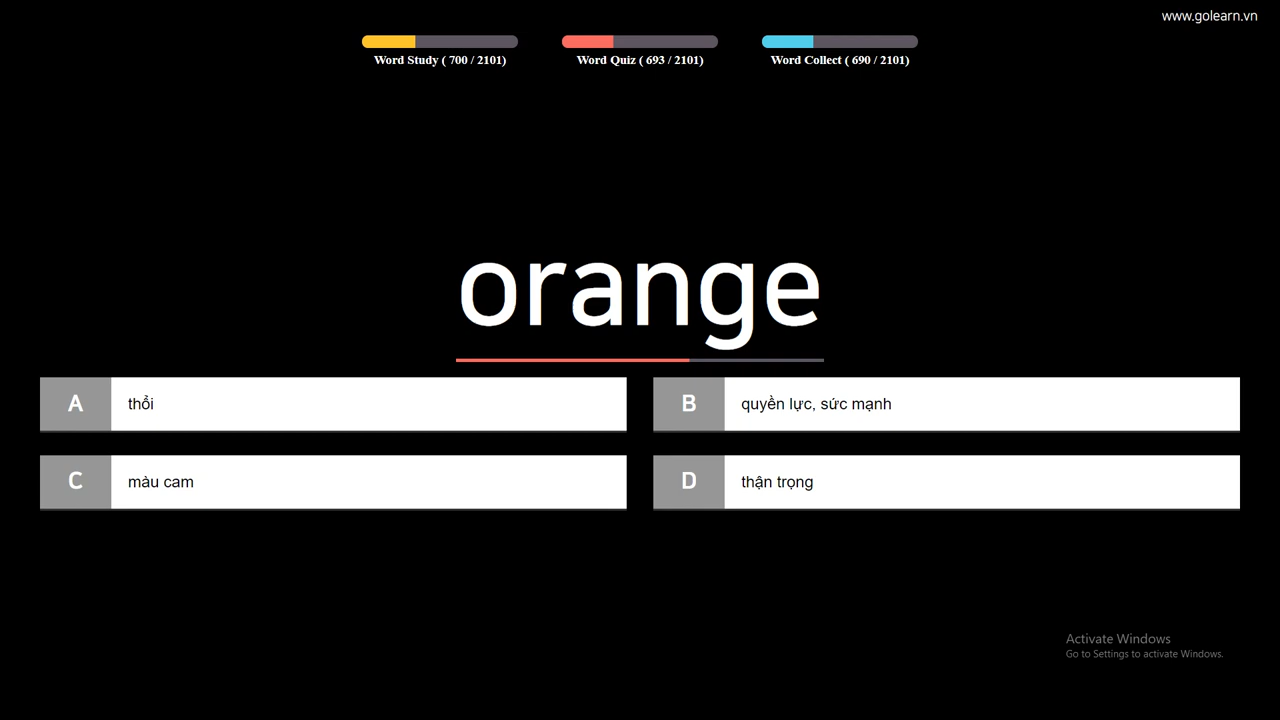 www.golearn.vn
Word Study ( 700 / 2101)
Word Quiz ( 693 / 2101)
Word Collect ( 690 / 2101)
orange
A thổi
B quyền lực, sức mạnh
C màu cam
D thận trọng
Activate Windows
Go to Settings to activate Windows.